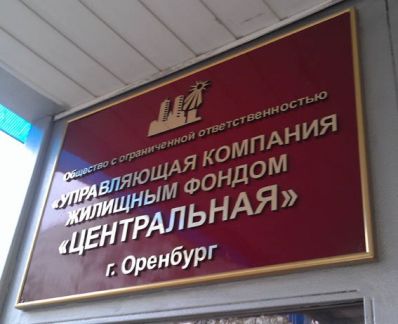 Общество с ограниченной ответственностью
«УПРАВЛЯЮЩАЯ КОМПАНИЯ
ЖИЛИЩНЫМ ФОНДОМ
«ЦЕНТРАЛЬНАЯ»
г. Оренбург